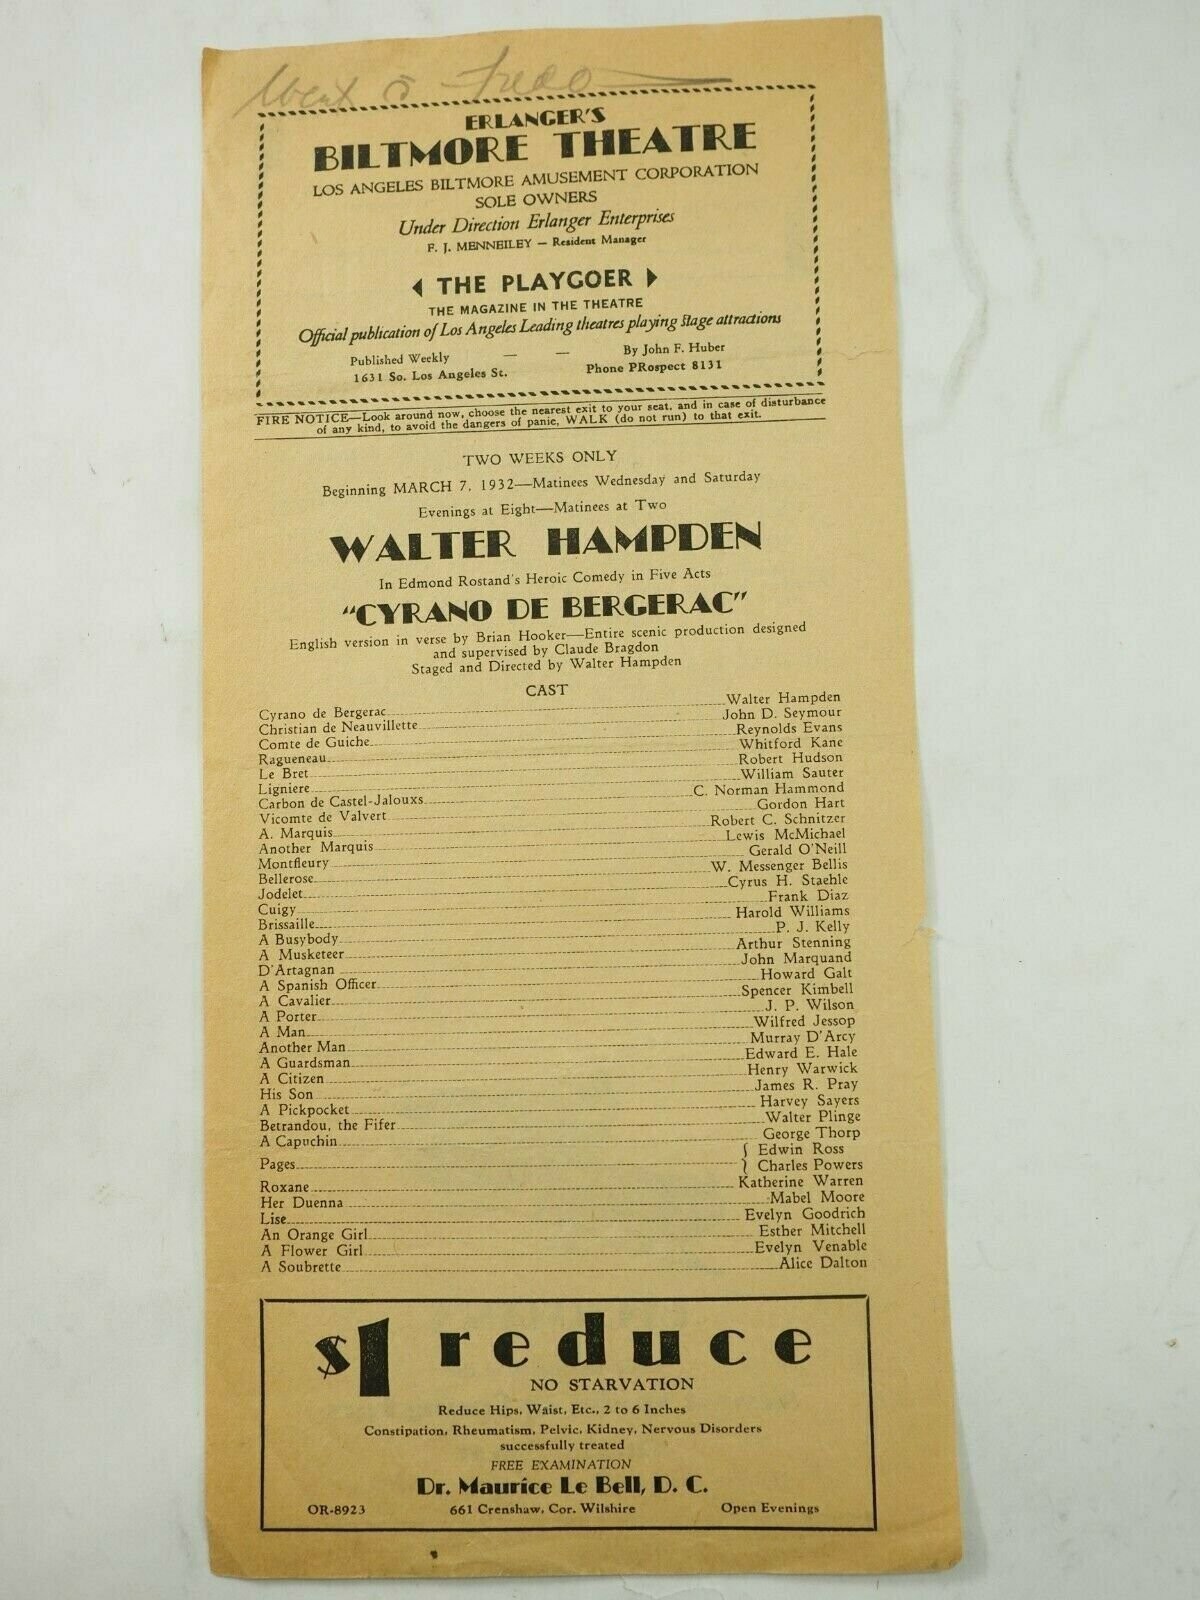 ERLANGER'S
BILTMORE THEATRE
LOS ANGELES BILTMORE AMUSEMENT CORPORATION
SOLE OWNERS
Under Direction Erlanger Enterprises
F. J. MENNEILEY — Resident Manager
THE PLAYGOER
THE MAGAZINE IN THE THEATRE
Official publication of Los Angeles Leading theatres playing Stage attractions
Published Weekly — — By John F. Huber
1631 So. Los Angeles St. Phone PRospect 8131
FIRE NOTICE—Look around now, choose the nearest exit to your seat, and in case of disturbance
of any kind, to avoid the dangers of panic, WALK (do not run) to that exit.
TWO WEEKS ONLY
Beginning MARCH 7, 1932—Matinees Wednesday and Saturday
Evenings at Eight—Matinees at Two
WALTER HAMPDEN
In Edmond Rostand's Heroic Comedy in Five Acts
"CYRANO DE BERGERAC"
English version in verse by Brian Hooker—Entire scenic production designed
and supervised by Claude Bragdon
Staged and Directed by Walter Hampden
CAST
Cyrano de Bergerac Walter Hampden
Christian de Neauvillette John D. Seymour
Comte de Guiche Reynolds Evans
Ragueneau Whitford Kane
Le Bret Robert Hudson
Ligniere William Sauter
Carbon de Castel-Jalouxs C. Norman Hammond
Vicomte de Valvert Gordon Hart
A. Marquis Robert C. Schnitzer
Another Marquis Lewis McMichael
Montfleury Gerald O'Neill
Bellerose W. Messenger Bellis
Jodelet Cyrus H. Staehle
Cuigy Frank Diaz
Brissaille Harold Williams
A Busybody P. J. Kelly
A Musketeer Arthur Stenning
D'Artagnan John Marquand
A Spanish Officer Howard Galt
A Cavalier Spencer Kimbell
A Porter J. P. Wilson
A Man Wilfred Jessop
Another Man Murray D'Arcy
A Guardsman Edward E. Hale
A Citizen Henry Warwick
His Son James R. Pray
A Pickpocket Harvey Sayers
Betrandou, the Fifer Walter Plinge
A Capuchin George Thorp
Pages { Edwin Ross
} Charles Powers
Roxane Katherine Warren
Her Duenna Mabel Moore
Lise Evelyn Goodrich
An Orange Girl Esther Mitchell
A Flower Girl Evelyn Venable
A Soubrette Alice Dalton
$1 reduce
NO STARVATION
Reduce Hips, Waist, Etc., 2 to 6 Inches
Constipation, Rheumatism, Pelvic, Kidney, Nervous Disorders
successfully treated
FREE EXAMINATION
Dr. Maurice Le Bell, D. C.
OR-8923 661 Crenshaw, Cor. Wilshire Open Evenings